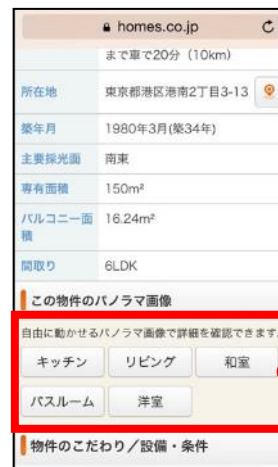 homes.co.jp
まで車で20分（10km）
所在地 東京都港区港南2丁目3-13
築年月 1980年3月(築34年)
主要採光面 南東
専有面積 150m²
バルコニー面積 16.24m²
間取り 6LDK
この物件のパノラマ画像
自由に動かせるパノラマ画像で詳細を確認できます。
キッチン リビング 和室
バスルーム 洋室
物件のこだわり／設備・条件